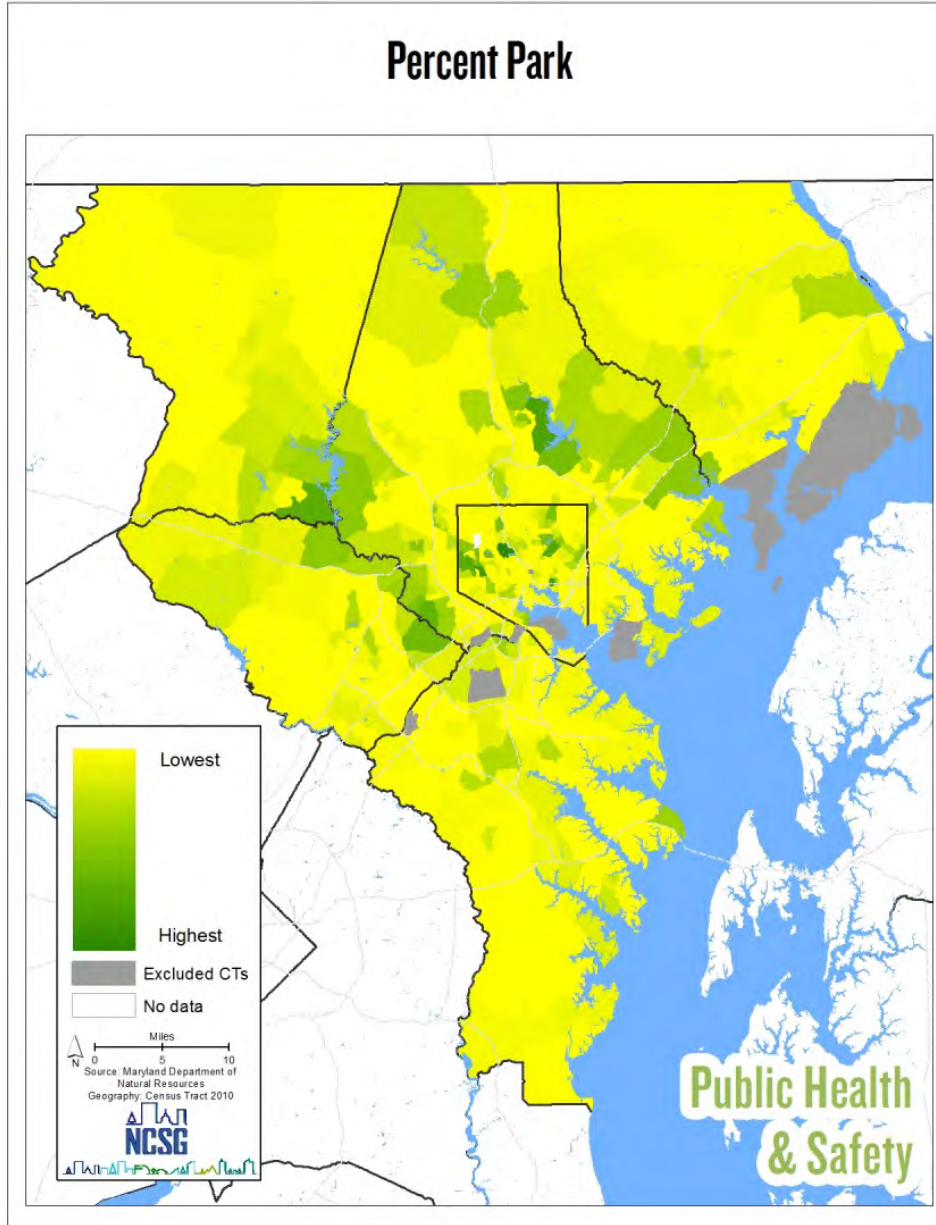 Percent Park
Lowest
Highest
Excluded CTs
No data
Miles
N
0 5 10
Source: Maryland Department of
Natural Resources
Geography: Census Tract 2010
NCSG
Public Health
& Safety